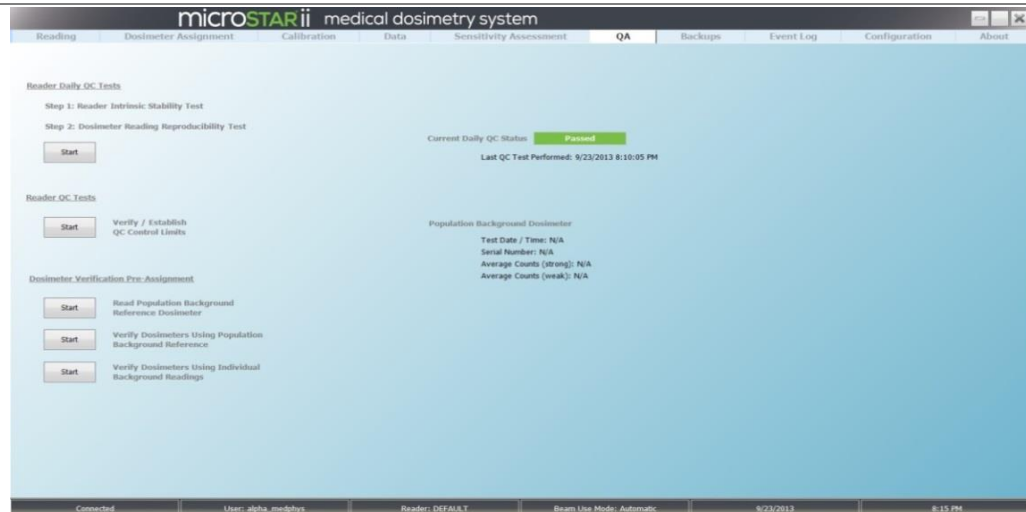 microSTARii medical dosimetry system
Reading Dosimeter Assignment Calibration Data Sensitivity Assessment QA Backups Event Log Configuration About
Reader Daily QC Tests
Step 1: Reader Intrinsic Stability Test
Step 2: Dosimeter Reading Reproducibility Test
Start
Current Daily QC Status Passed
Last QC Test Performed: 9/23/2013 8:10:05 PM
Reader QC Tests
Start
Verify / Establish
QC Control Limits
Population Background Dosimeter
Test Date / Time: N/A
Serial Number: N/A
Average Counts (strong): N/A
Average Counts (weak): N/A
Dosimeter Verification Pre-Assignment
Start
Read Population Background
Reference Dosimeter
Start
Verify Dosimeters Using Population
Background Reference
Start
Verify Dosimeters Using Individual
Background Readings
Connected User: alpha_medphys Reader: DEFAULT Beam Use Mode: Automatic 9/23/2013 8:15 PM